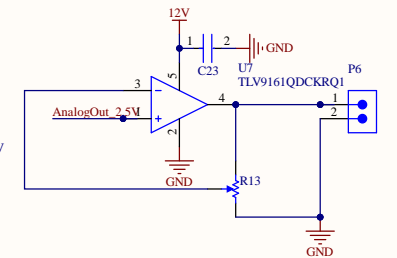 12V
1 2
GND
C23
U7
TLV9161QDCKRQ1
P6
3
5
4
1
AnalogOut_2.5V
1
2
2
GND
R13
GND